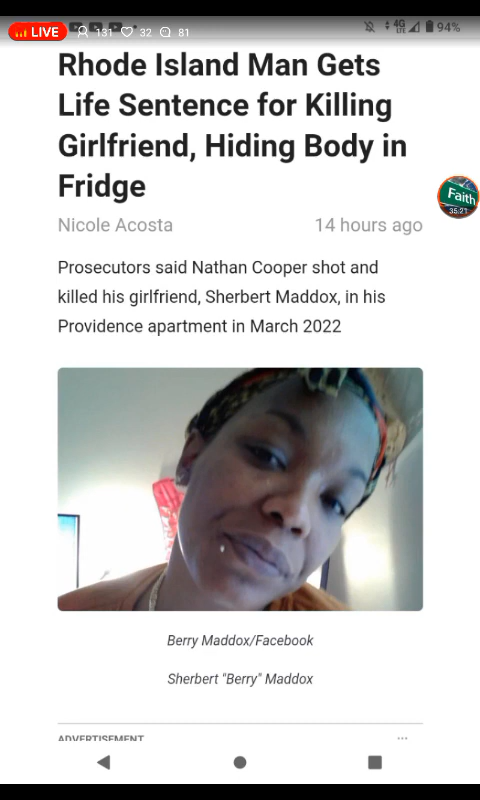 LIVE 131 32 81
4G LTE 94%
Rhode Island Man Gets
Life Sentence for Killing
Girlfriend, Hiding Body in
Fridge
Faith
35:21
Nicole Acosta 14 hours ago
Prosecutors said Nathan Cooper shot and
killed his girlfriend, Sherbert Maddox, in his
Providence apartment in March 2022
Berry Maddox/Facebook
Sherbert "Berry" Maddox
ADVERTISEMENT